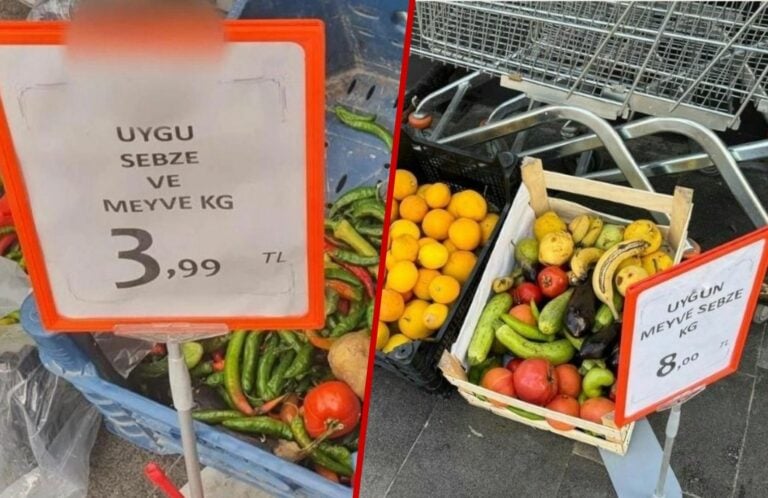 UYGU
SEBZE
VE
MEYVE KG
3,99 TL
UYGUN
MEYVE SEBZE
KG
8,00 TL